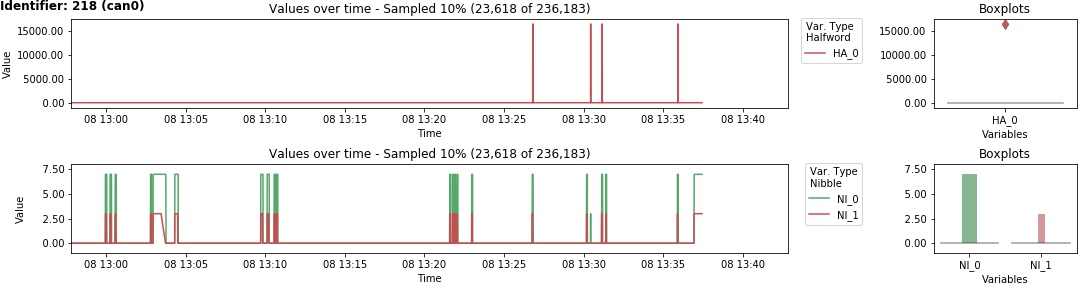 Identifier: 218 (can0)
Values over time - Sampled 10% (23,618 of 236,183)
Boxplots
15000.00
10000.00
5000.00
0.00
Value
08 13:00 08 13:05 08 13:10 08 13:15 08 13:20 08 13:25 08 13:30 08 13:35 08 13:40
Time
Var. Type
Halfword
HA_0
15000.00
10000.00
5000.00
0.00
HA_0
Variables
Values over time - Sampled 10% (23,618 of 236,183)
Boxplots
7.50
5.00
2.50
0.00
Value
08 13:00 08 13:05 08 13:10 08 13:15 08 13:20 08 13:25 08 13:30 08 13:35 08 13:40
Time
Var. Type
Nibble
NI_0
NI_1
7.50
5.00
2.50
0.00
NI_0 NI_1
Variables